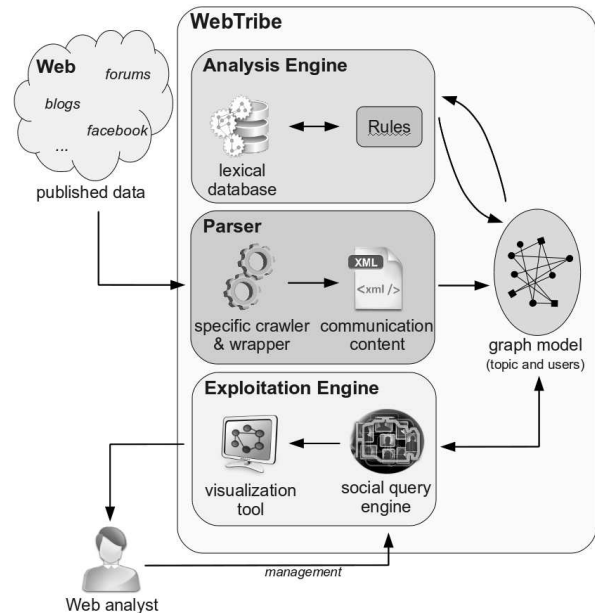 WebTribe
Web
forums
blogs
facebook
...
published data
Analysis Engine
lexical
database
Rules
Parser
XML
<xml />
specific crawler
& wrapper
communication
content
graph model
(topic and users)
Exploitation Engine
visualization
tool
social query
engine
management
Web analyst